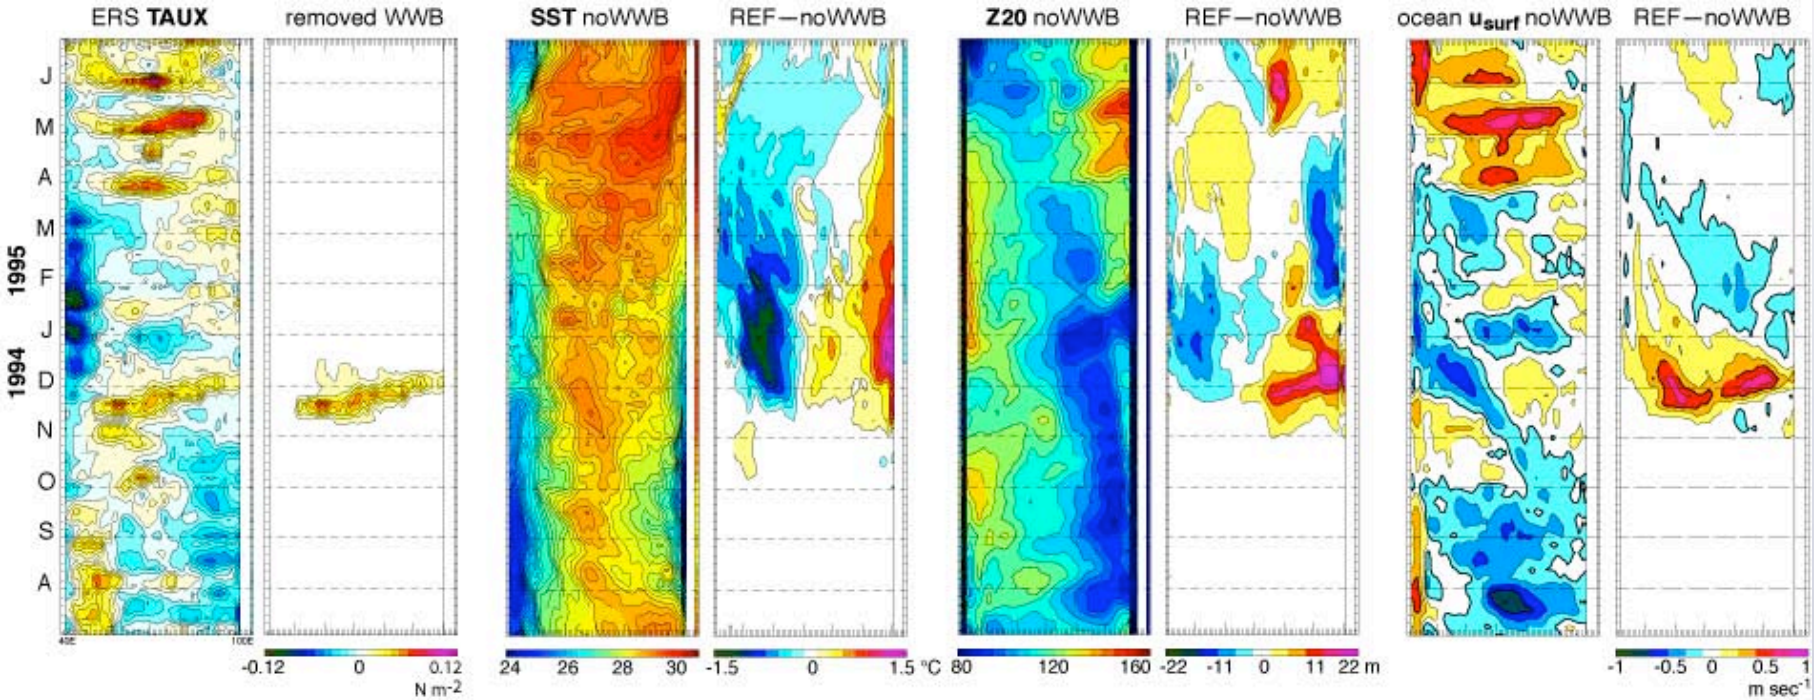 ERS TAUX removed WWB SST noWWB REF—noWWB Z20 noWWB REF—noWWB ocean usurf noWWB REF—noWWB
J
M
A
M
1995
F
J
1994
D
N
O
S
A
40E 100E
-0.12 0 0.12 24 26 28 30 -1.5 0 1.5 °C 80 120 160 -22 -11 0 11 22 m -1 -0.5 0 0.5 1
N m-2 m sec-1